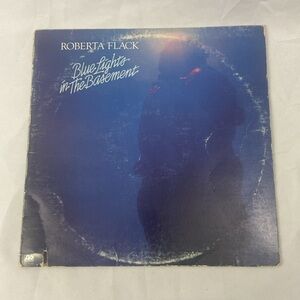 ROBERTA FLACK
Blue Lights
in The Basement